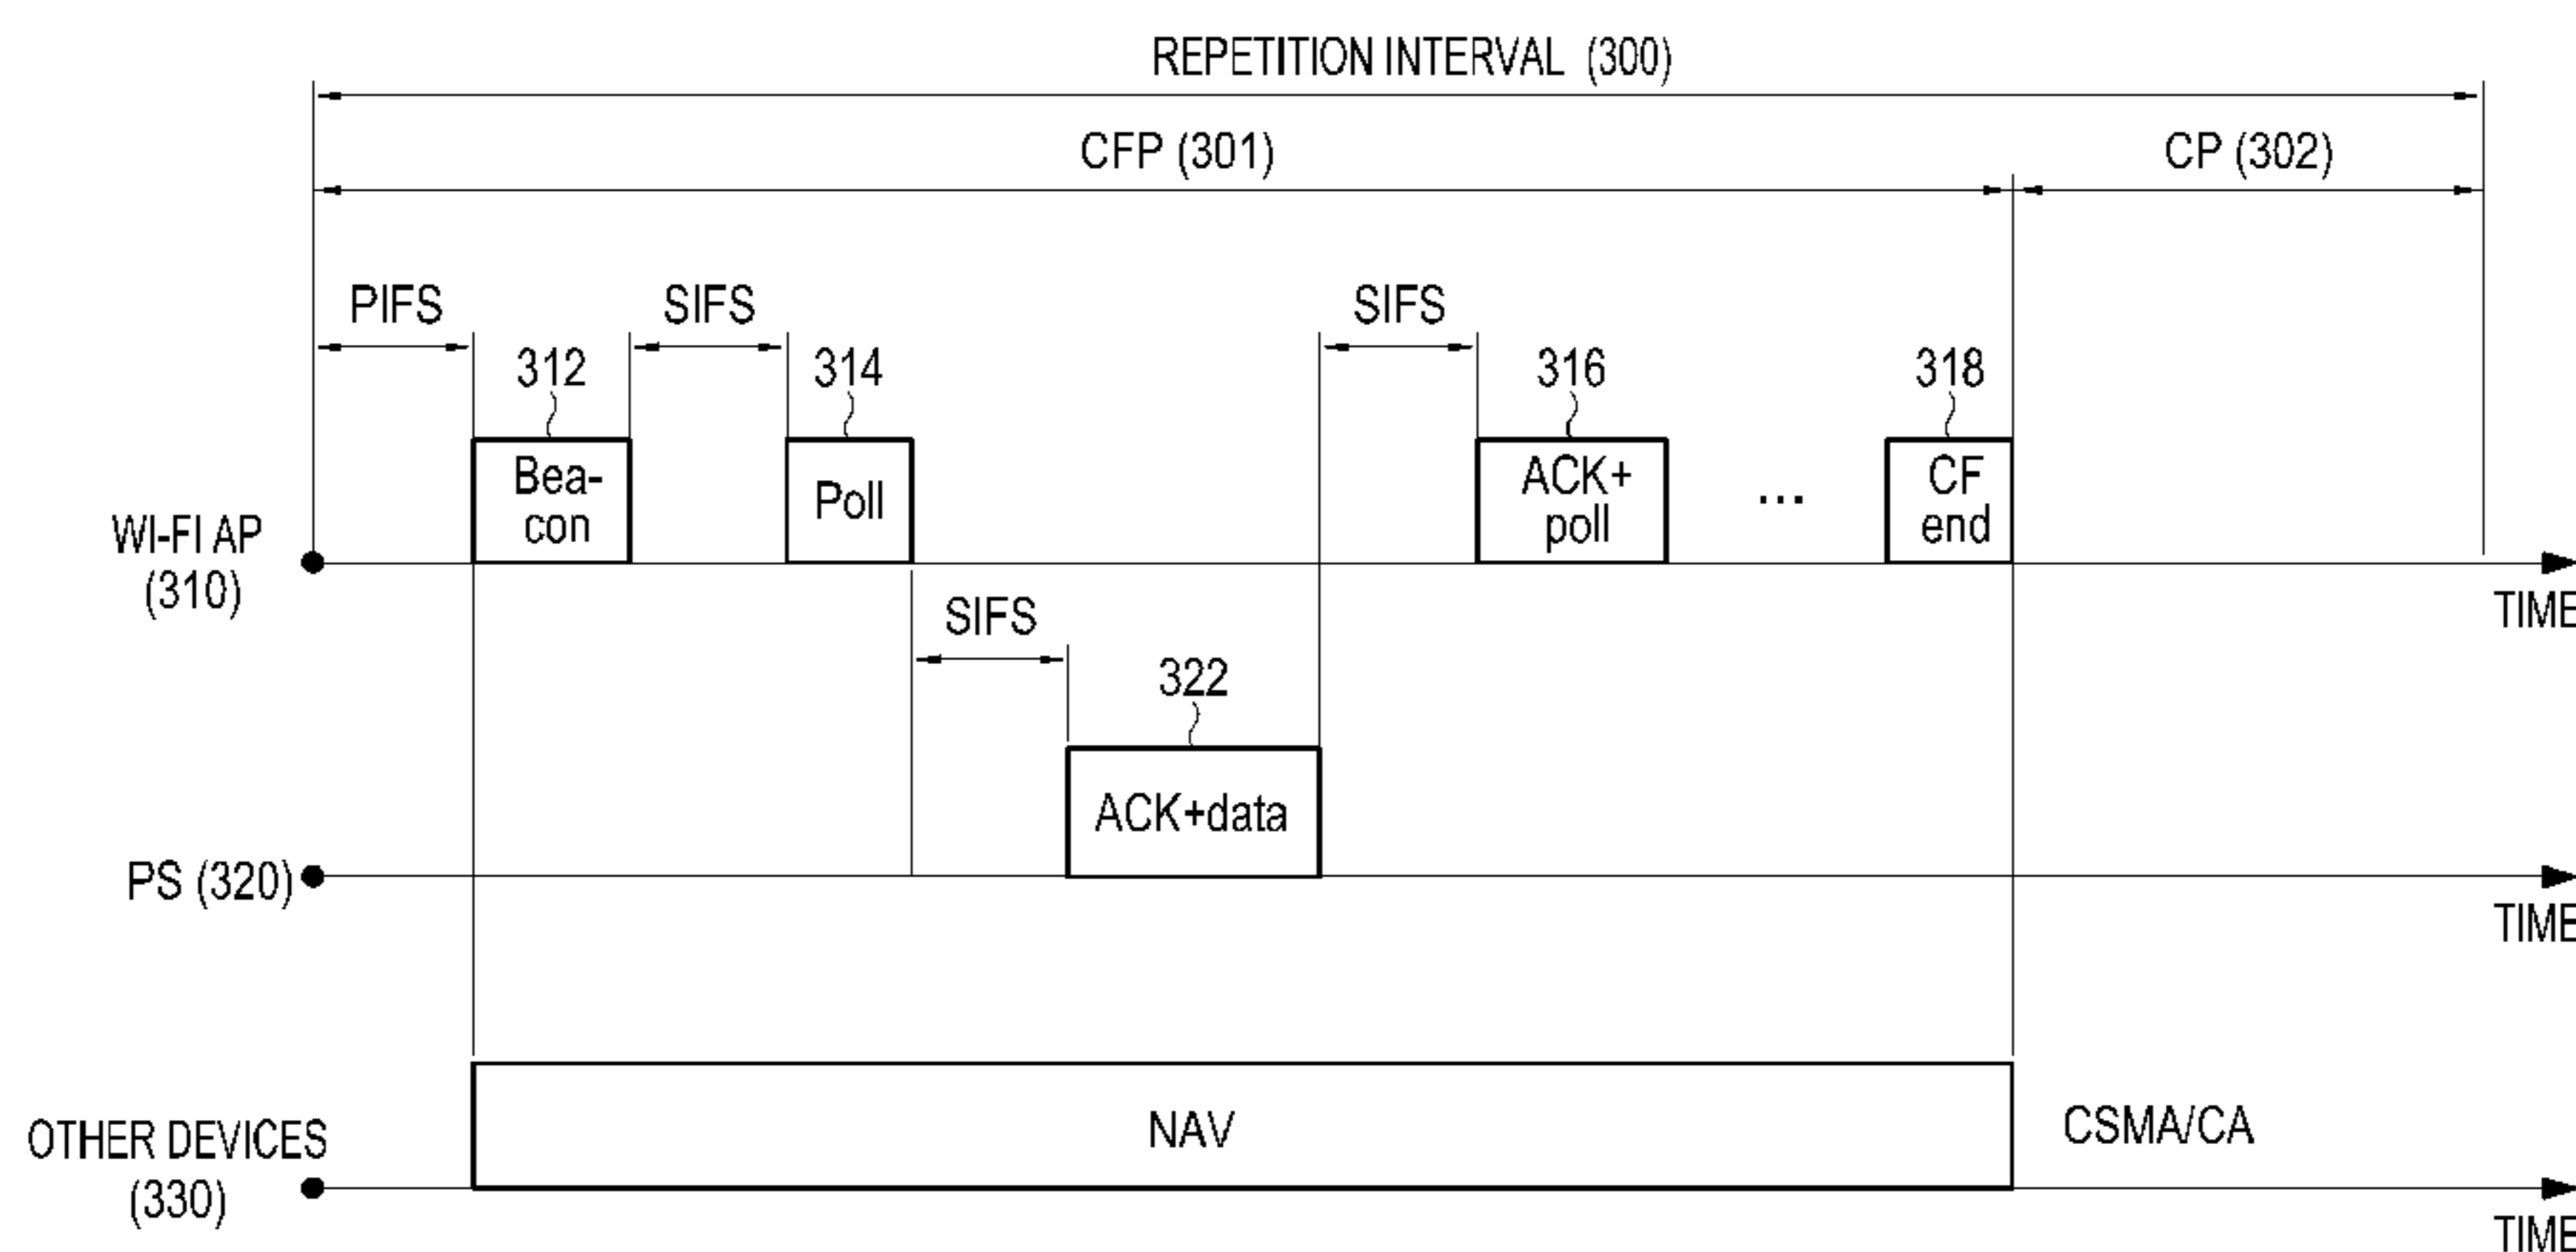 REPETITION INTERVAL (300)
CFP (301)
CP (302)
PIFS
SIFS
SIFS
312
314
316
318
Bea-
con
Poll
ACK+
poll
...
CF
end
WI-FI AP
(310)
TIME
SIFS
322
ACK+data
PS (320)
TIME
NAV
CSMA/CA
OTHER DEVICES
(330)
TIME